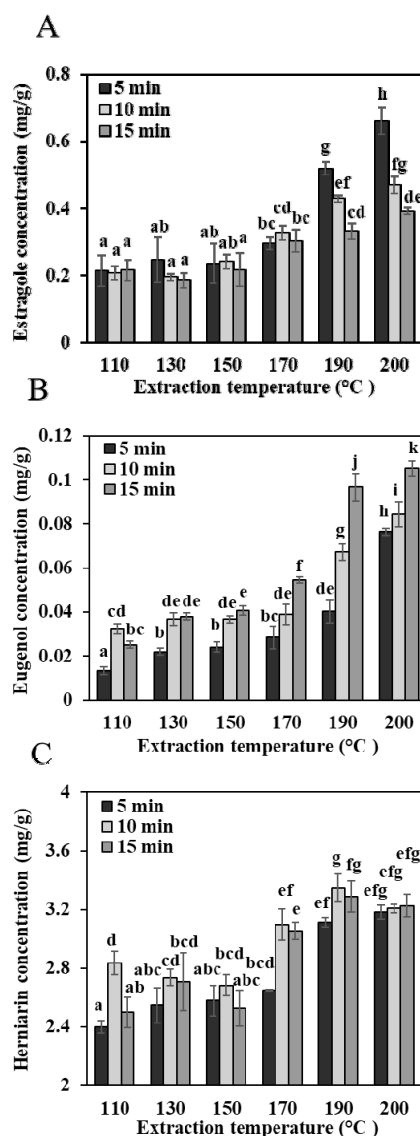 A
Estragole concentration (mg/g)
0.8
0.6
0.4
0.2
0
5 min
10 min
15 min
a a a
ab a a
ab ab a
bc cd bc
g ef cd
h fg de
110 130 150 170 190 200
Extraction temperature (°C )
B
Eugenol concentration (mg/g)
0.12
0.1
0.08
0.06
0.04
0.02
0
5 min
10 min
15 min
a cd bc
b de de
b de e
bc de f
de g j
h i k
110 130 150 170 190 200
Extraction temperature (°C )
C
Herniarin concentration (mg/g)
4
3.6
3.2
2.8
2.4
2
5 min
10 min
15 min
a d ab
abc cd bcd
abc bcd abc
bcd ef e
ef g fg
efg efg efg
110 130 150 170 190 200
Extraction temperature (°C )